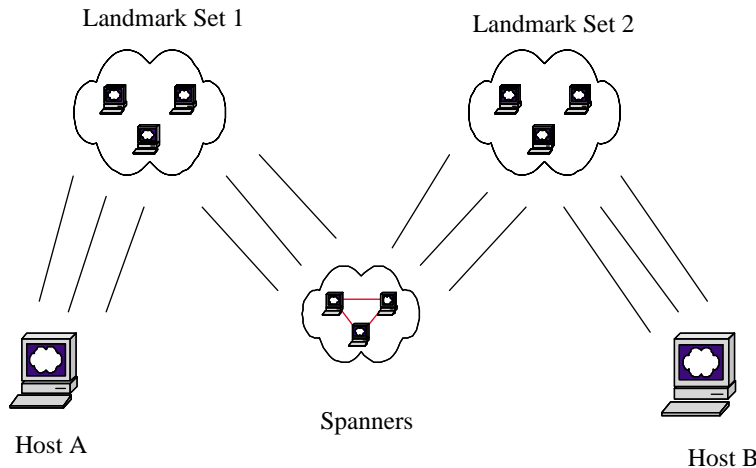 Landmark Set 1
Landmark Set 2
Spanners
Host A
Host B